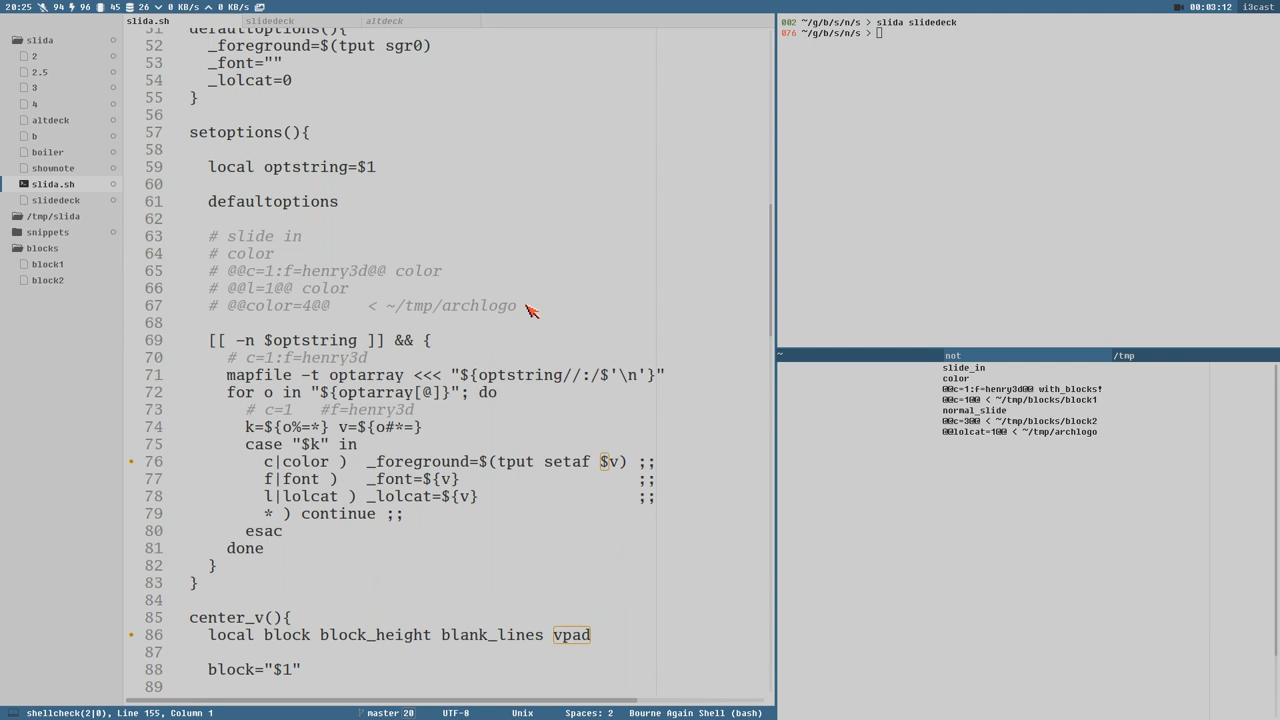 20:25 94 96 45 26 0 KB/s 0 KB/s
00:03:12 i3cast
slida
2
2.5
3
4
altdeck
b
boiler
shownote
slida.sh
slidedeck
/tmp/slida
snippets
blocks
block1
block2
slida.sh slidedeck altdeck
51 defaultoptions(){
52 _foreground=$(tput sgr0)
53 _font=""
54 _lolcat=0
55 }
56
57 setoptions(){
58
59 local optstring=$1
60
61 defaultoptions
62
63 # slide in
64 # color
65 # @@c=1:f=henry3d@@ color
66 # @@l=1@@ color
67 # @@color=4@@    < ~/tmp/archlogo
68
69 [[ -n $optstring ]] && {
70 # c=1:f=henry3d
71 mapfile -t optarray <<< "${optstring//:/$'\n'}"
72 for o in "${optarray[@]}"; do
73 # c=1   #f=henry3d
74 k=${o%=*} v=${o#*=}
75 case "$k" in
76 c|color )  _foreground=$(tput setaf $v) ;;
77 f|font )   _font=${v}                   ;;
78 l|lolcat ) _lolcat=${v}                 ;;
79 * ) continue ;;
80 esac
81 done
82 }
83 }
84
85 center_v(){
86 local block block_height blank_lines vpad
87
88 block="$1"
89
002 ~/g/b/s/n/s > slida slidedeck
076 ~/g/b/s/n/s >
~ not /tmp
slide_in
color
@@c=1:f=henry3d@@ with_blocks!
@@c=1@@ < ~/tmp/blocks/block1
normal_slide
@@c=3@@ < ~/tmp/blocks/block2
@@lolcat=1@@ < ~/tmp/archlogo
shellcheck(2|0), Line 155, Column 1 master 20 UTF-8 Unix Spaces: 2 Bourne Again Shell (bash)